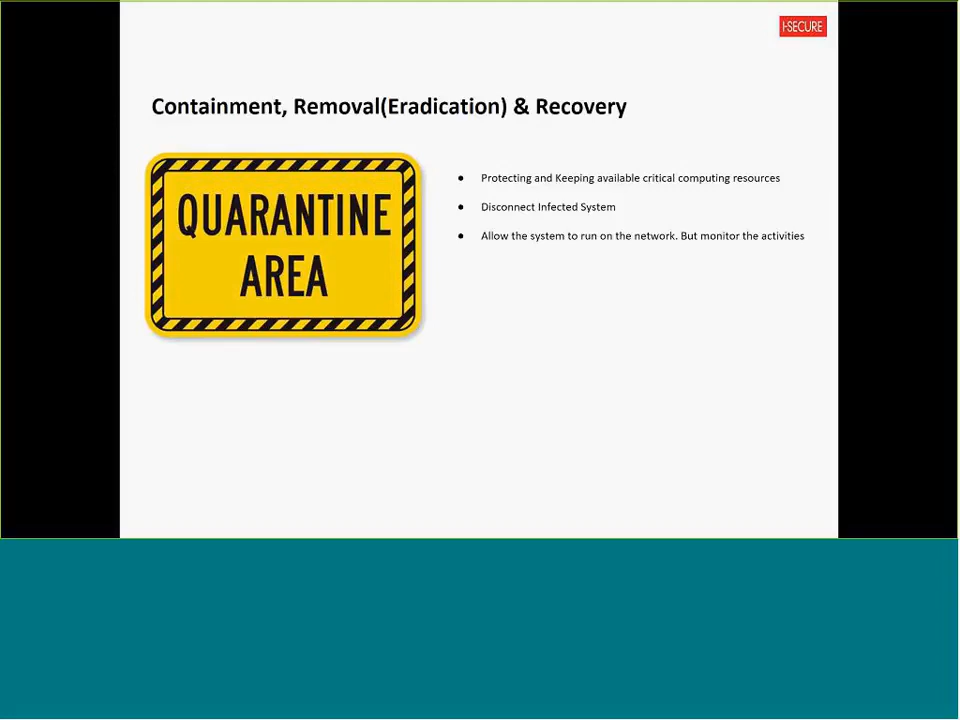 I-SECURE
Containment, Removal(Eradication) & Recovery
QUARANTINE
AREA
● Protecting and Keeping available critical computing resources
● Disconnect Infected System
● Allow the system to run on the network. But monitor the activities